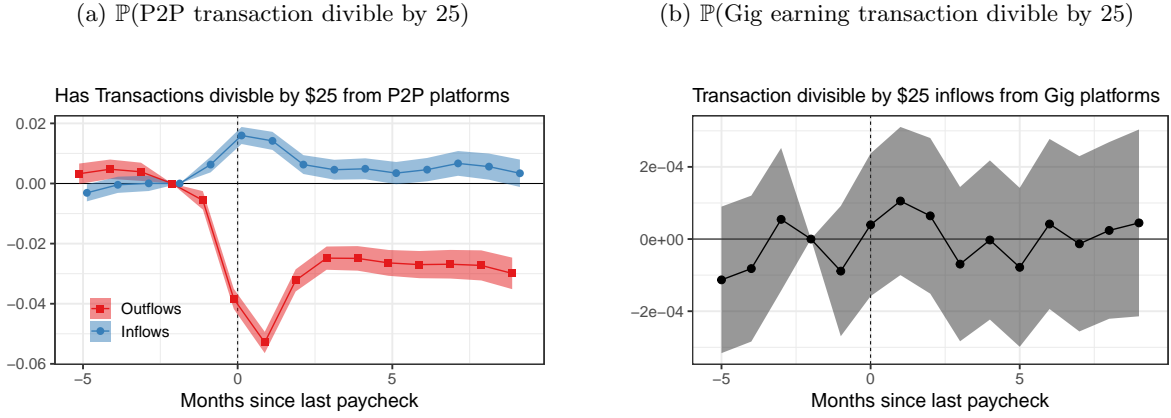 (a) ℙ(P2P transaction divible by 25)
Has Transactions divisble by $25 from P2P platforms
0.02
0.00
−0.02
−0.04
−0.06
Outflows
Inflows
−5
0
5
Months since last paycheck
(b) ℙ(Gig earning transaction divible by 25)
Transaction divisible by $25 inflows from Gig platforms
2e−04
0e+00
−2e−04
−5
0
5
Months since last paycheck